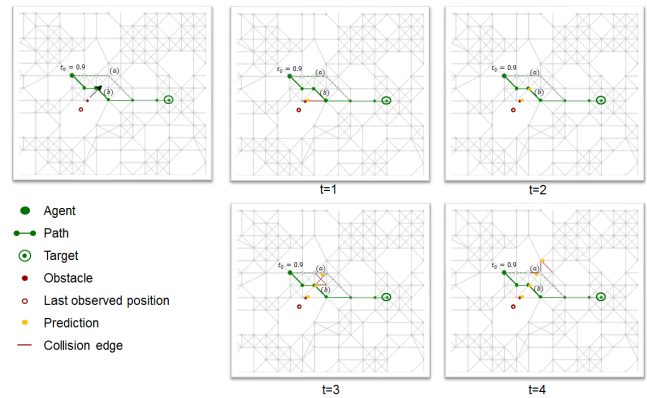 t₀ = 0.9
(a)
(b)
t₀ = 0.9
(a)
(b)
t=1
t₀ = 0.9
(a)
(b)
t=2
Agent
Path
Target
Obstacle
Last observed position
Prediction
Collision edge
t₀ = 0.9
(a)
(b)
t=3
t₀ = 0.9
(a)
(b)
t=4